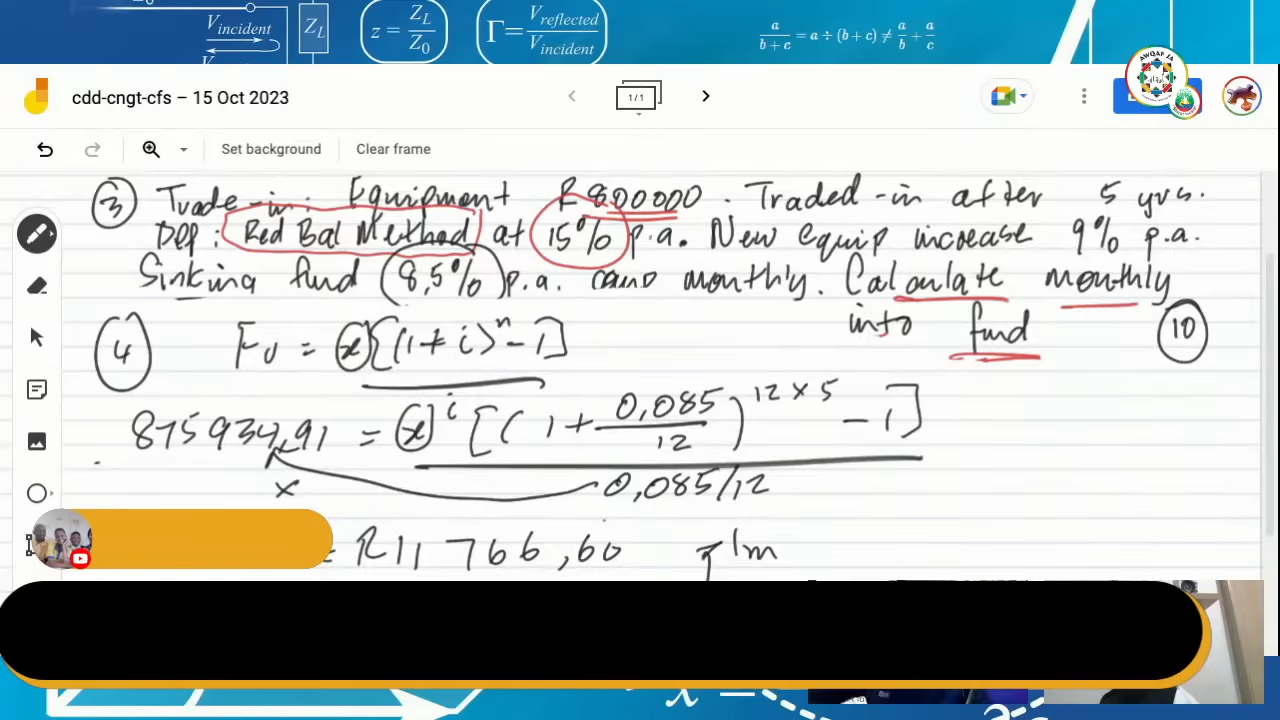 V incident
Z_L
z = Z_L / Z_0
Γ = V reflected / V incident
a / b+c = a ÷ (b + c) ≠ a/b + a/c
AWQAF SA
cdd-cngt-cfs – 15 Oct 2023
1/1
Set background
Clear frame
③ Trade-in: Equipment R800000. Traded-in after 5 yrs.
Dep: Red Bal Method at 15% p.a. New equip increase 9% p.a.
Sinking fund 8,5% p.a. comp monthly. Calculate monthly
into fund ⑩
④ Fv = x[(1+i)ⁿ-1]
i
875934,91 = x[(1+0,085/12)^12×5 -1]
x 0,085/12
= R11 766,60 p/m
x =